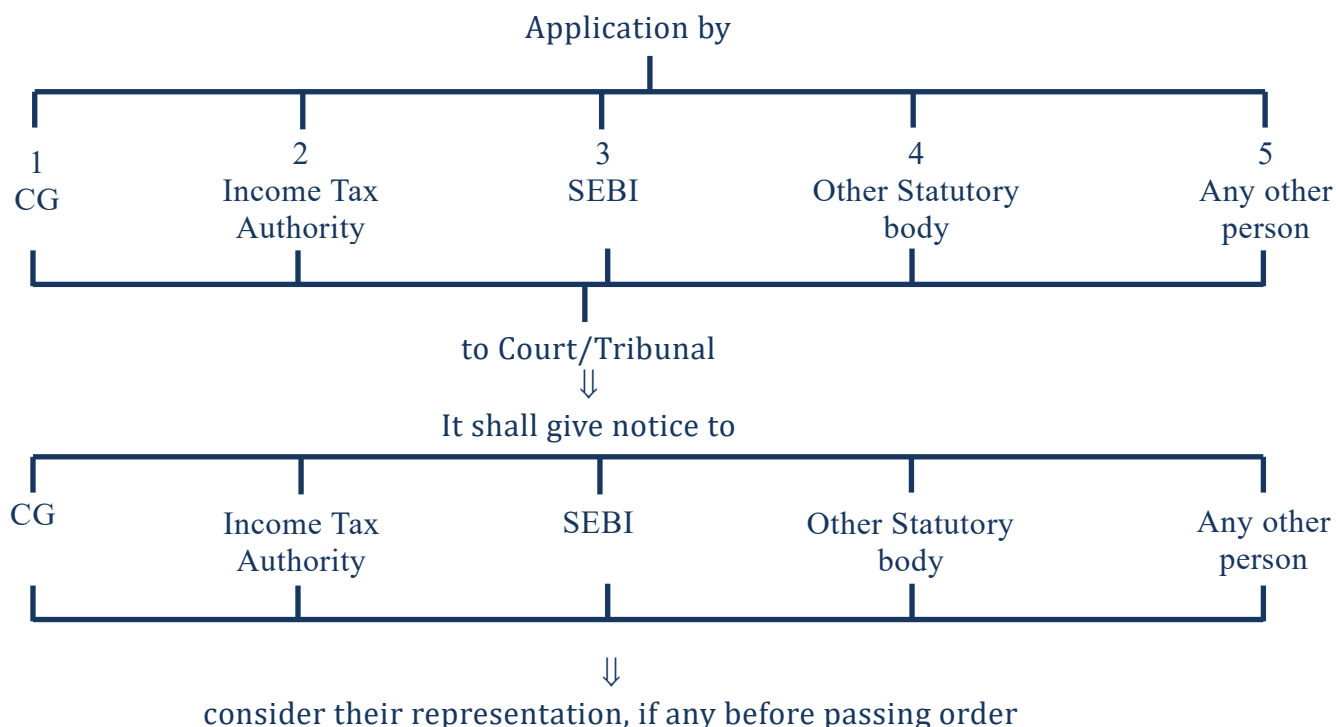 Application by
1
CG
2
Income Tax
Authority
3
SEBI
4
Other Statutory
body
5
Any other
person
to Court/Tribunal
⇓
It shall give notice to
CG
Income Tax
Authority
SEBI
Other Statutory
body
Any other
person
⇓
consider their representation, if any before passing order